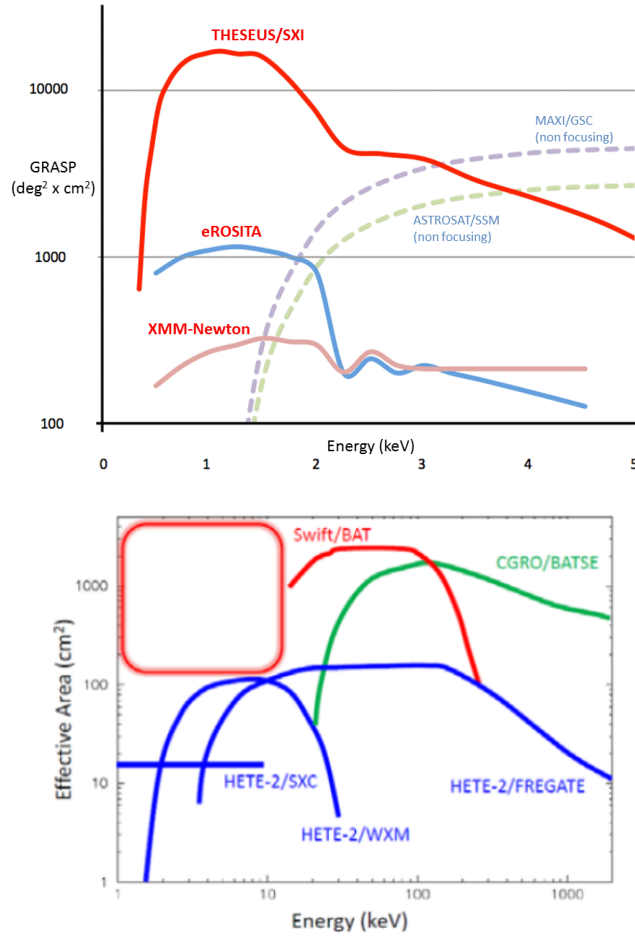 THESEUS/SXI
10000
MAXI/GSC
(non focusing)
GRASP
(deg² x cm²)
eROSITA
ASTROSAT/SSM
(non focusing)
1000
XMM-Newton
100
Energy (keV)
0 1 2 3 4 5
Swift/BAT
CGRO/BATSE
1000
Effective Area (cm²)
100
10
HETE-2/SXC
HETE-2/FREGATE
HETE-2/WXM
1
1 10 100 1000
Energy (keV)